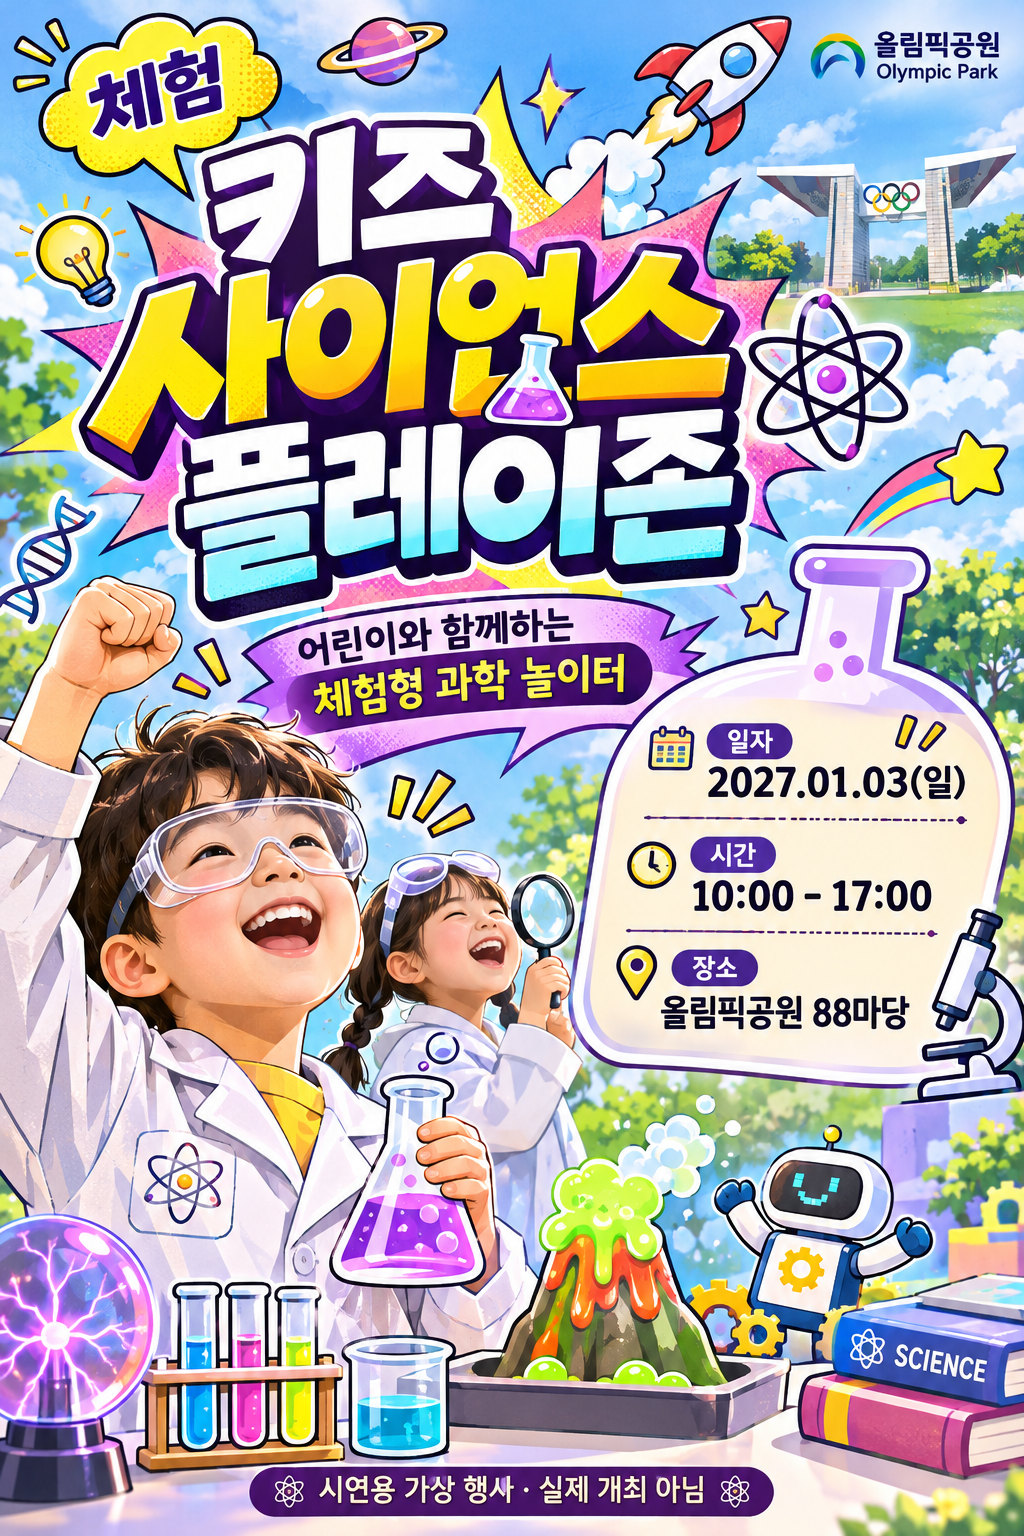 체험
올림픽공원
Olympic Park
키즈
사이언스
플레이존
어린이와 함께하는
체험형 과학 놀이터
일자
2027.01.03(일)
시간
10:00 – 17:00
장소
올림픽공원 88마당
SCIENCE
시연용 가상 행사 · 실제 개최 아님